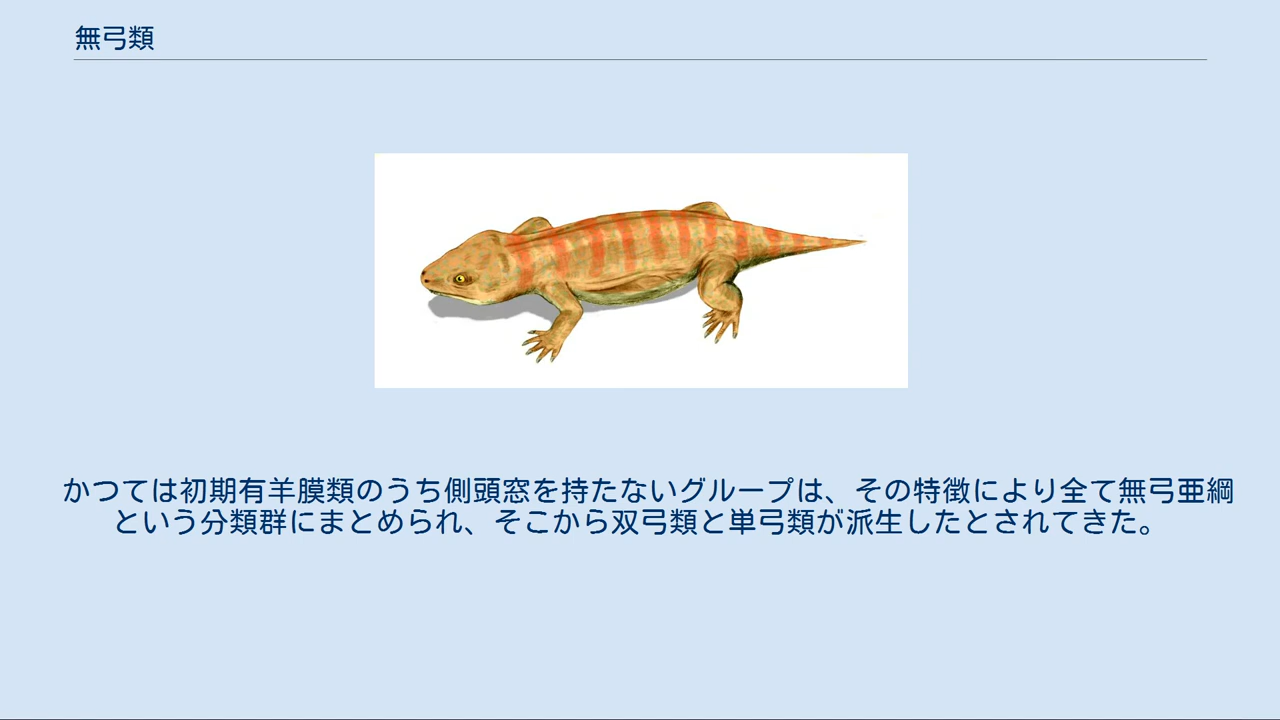 無弓類
かつては初期有羊膜類のうち側頭窓を持たないグループは、その特徴により全て無弓亜綱
という分類群にまとめられ、そこから双弓類と単弓類が派生したとされてきた。